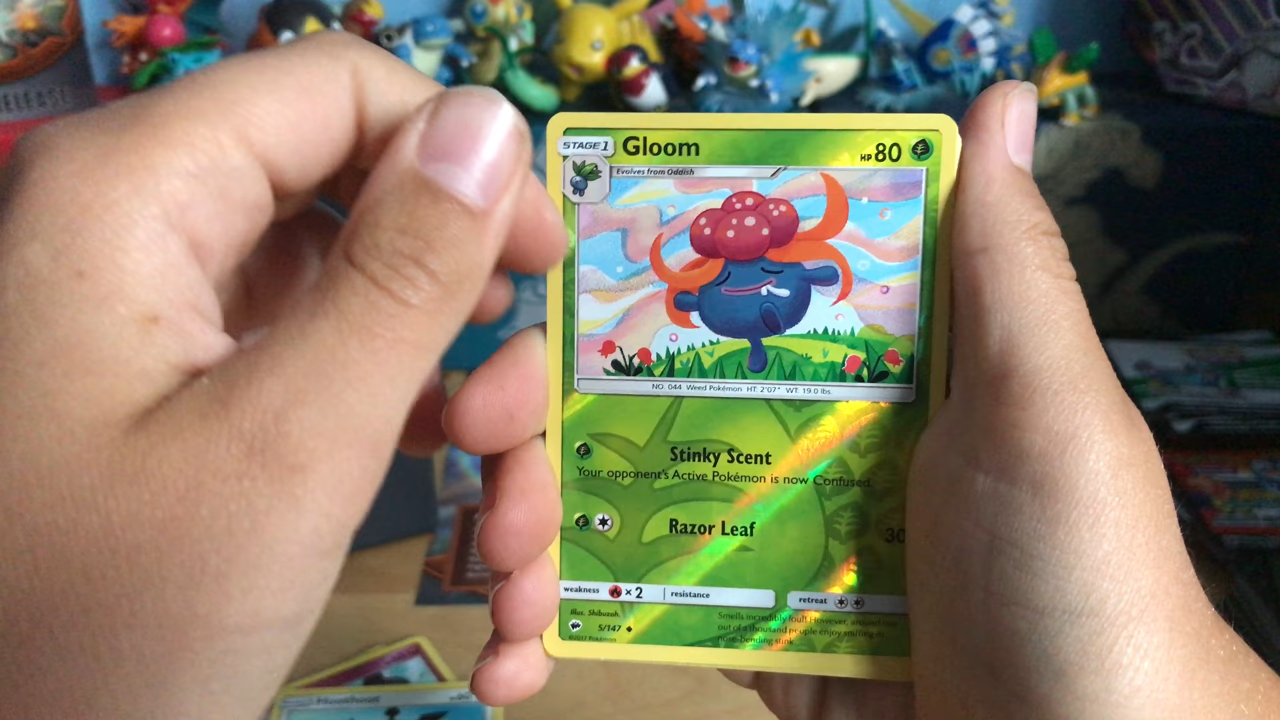 RELEASE
STAGE 1 Gloom HP 80
Evolves from Oddish
NO. 044 Weed Pokémon HT: 2'07" WT: 19.0 lbs.
Stinky Scent
Your opponent's Active Pokémon is now Confused.
Razor Leaf 30
weakness ×2 resistance retreat
Illus. Shibuzoh.
Smells incredibly foul! However, around one
out of a thousand people enjoy sniffing its
nose-bending stink.
5/147
©2017 Pokémon